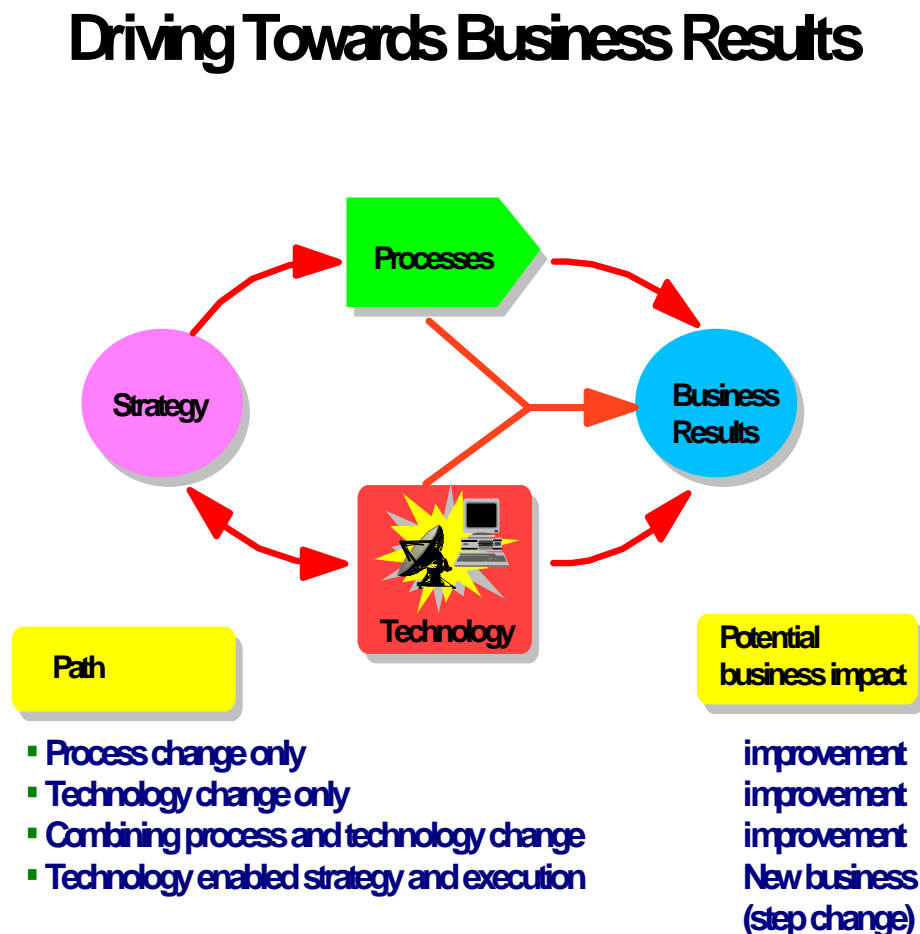 Driving Towards Business Results
Processes
Strategy
Business
Results
Technology
Path
Potential
business impact
▪ Process change only improvement
▪ Technology change only improvement
▪ Combining process and technology change improvement
▪ Technology enabled strategy and execution New business
(step change)